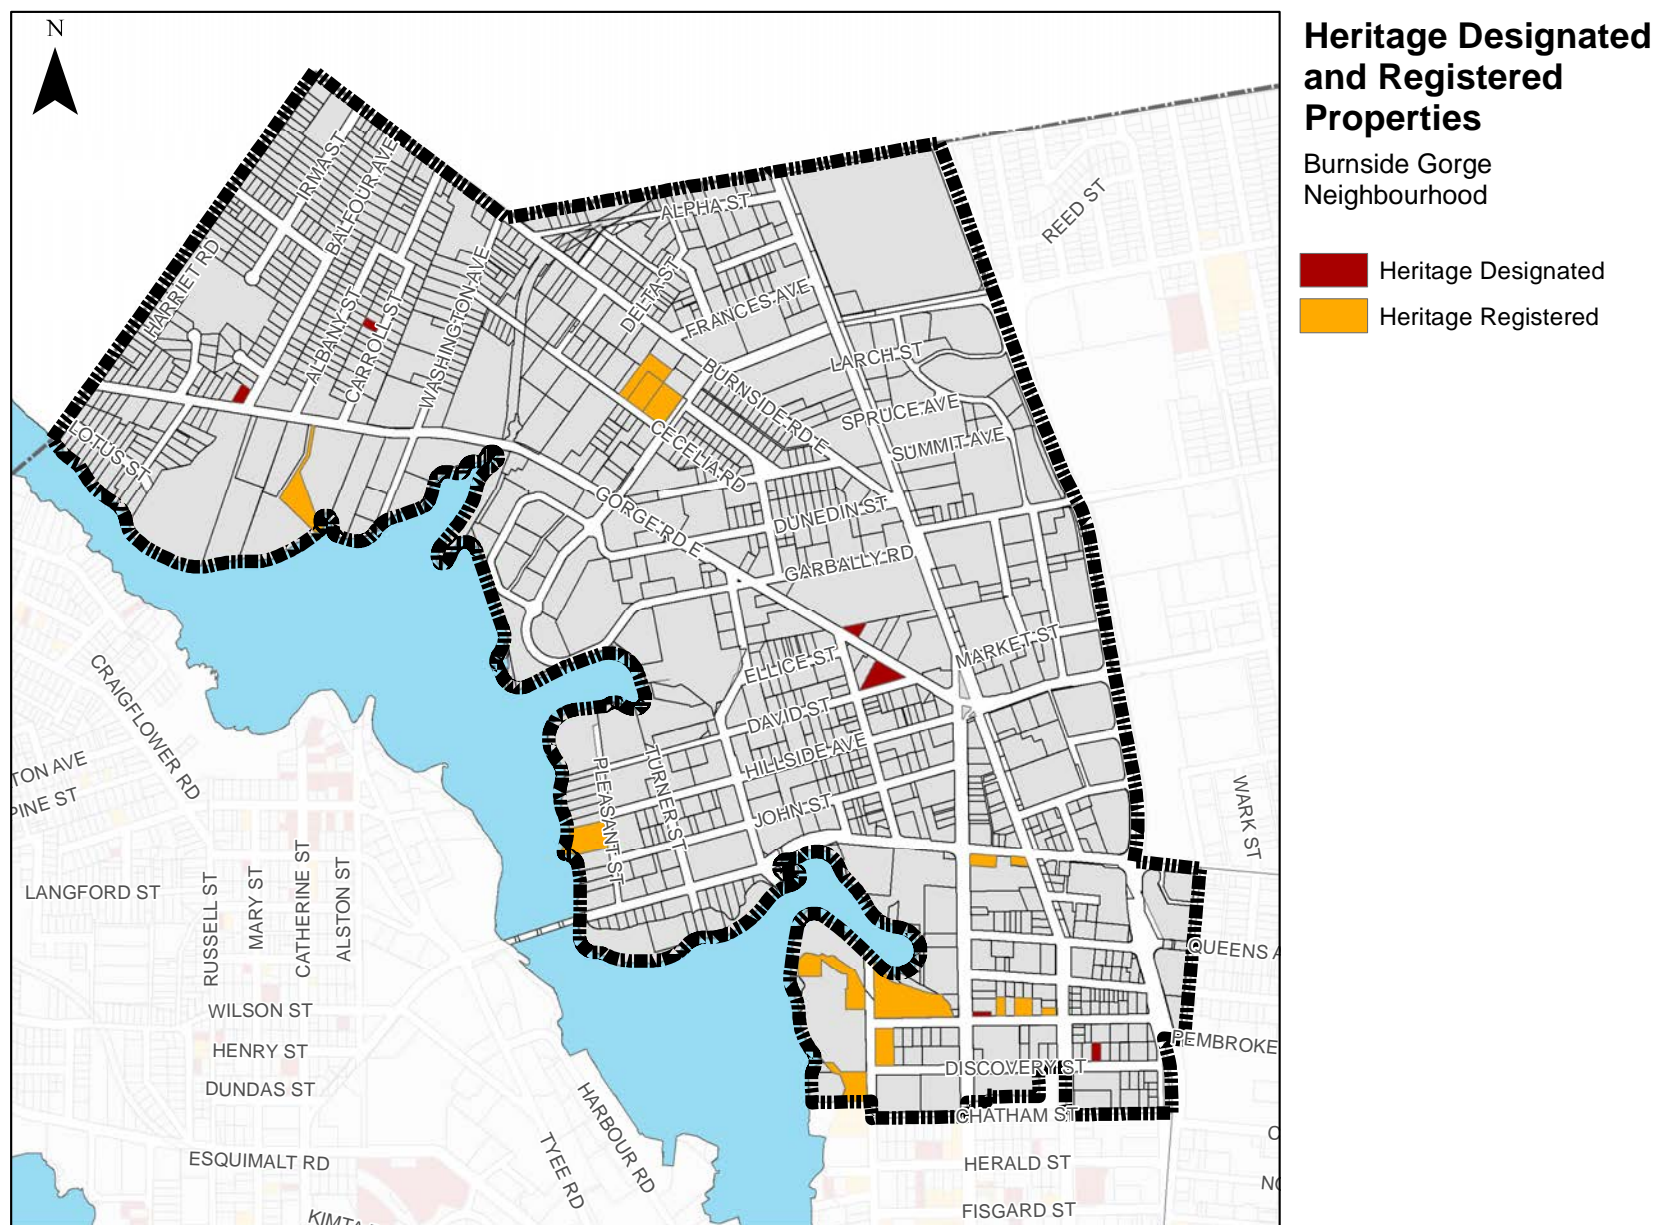 N
Heritage Designated
and Registered
Properties
Burnside Gorge
Neighbourhood
Heritage Designated
Heritage Registered
IRMA ST
BALFOUR AVE
HARRIET RD
ALBANY ST
CARROLL ST
WASHINGTON AVE
LOTUS ST
ALPHA ST
DELTA ST
FRANCES AVE
REED ST
BURNSIDE RD E
LARCH ST
SPRUCE AVE
SUMMIT AVE
CECELIA RD
GORGE RD E
DUNEDIN ST
GARBALLY RD
MARKET ST
ELLICE ST
DAVID ST
HILLSIDE AVE
JOHN ST
PLEASANT ST
TURNER ST
WARK ST
CRAIGFLOWER RD
TON AVE
PINE ST
LANGFORD ST
RUSSELL ST
MARY ST
CATHERINE ST
ALSTON ST
WILSON ST
HENRY ST
DUNDAS ST
ESQUIMALT RD
HARBOUR RD
TYEE RD
KIMTA
QUEENS A
PEMBROKE
DISCOVERY ST
CHATHAM ST
HERALD ST
FISGARD ST